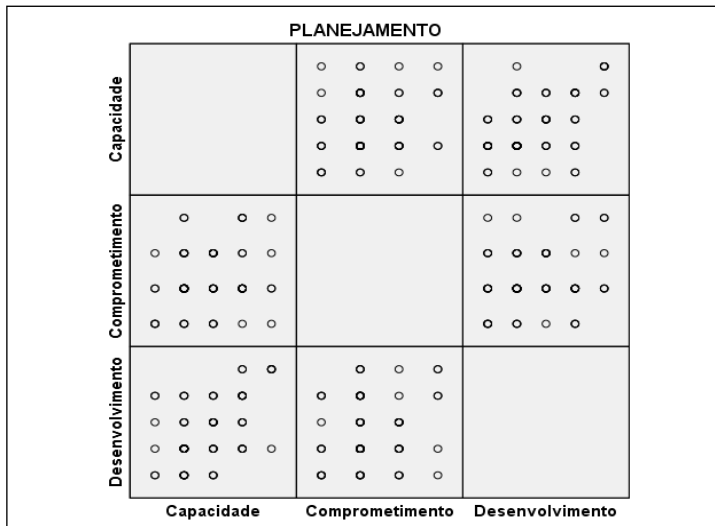 PLANEJAMENTO
Capacidade
Comprometimento
Desenvolvimento
Capacidade Comprometimento Desenvolvimento